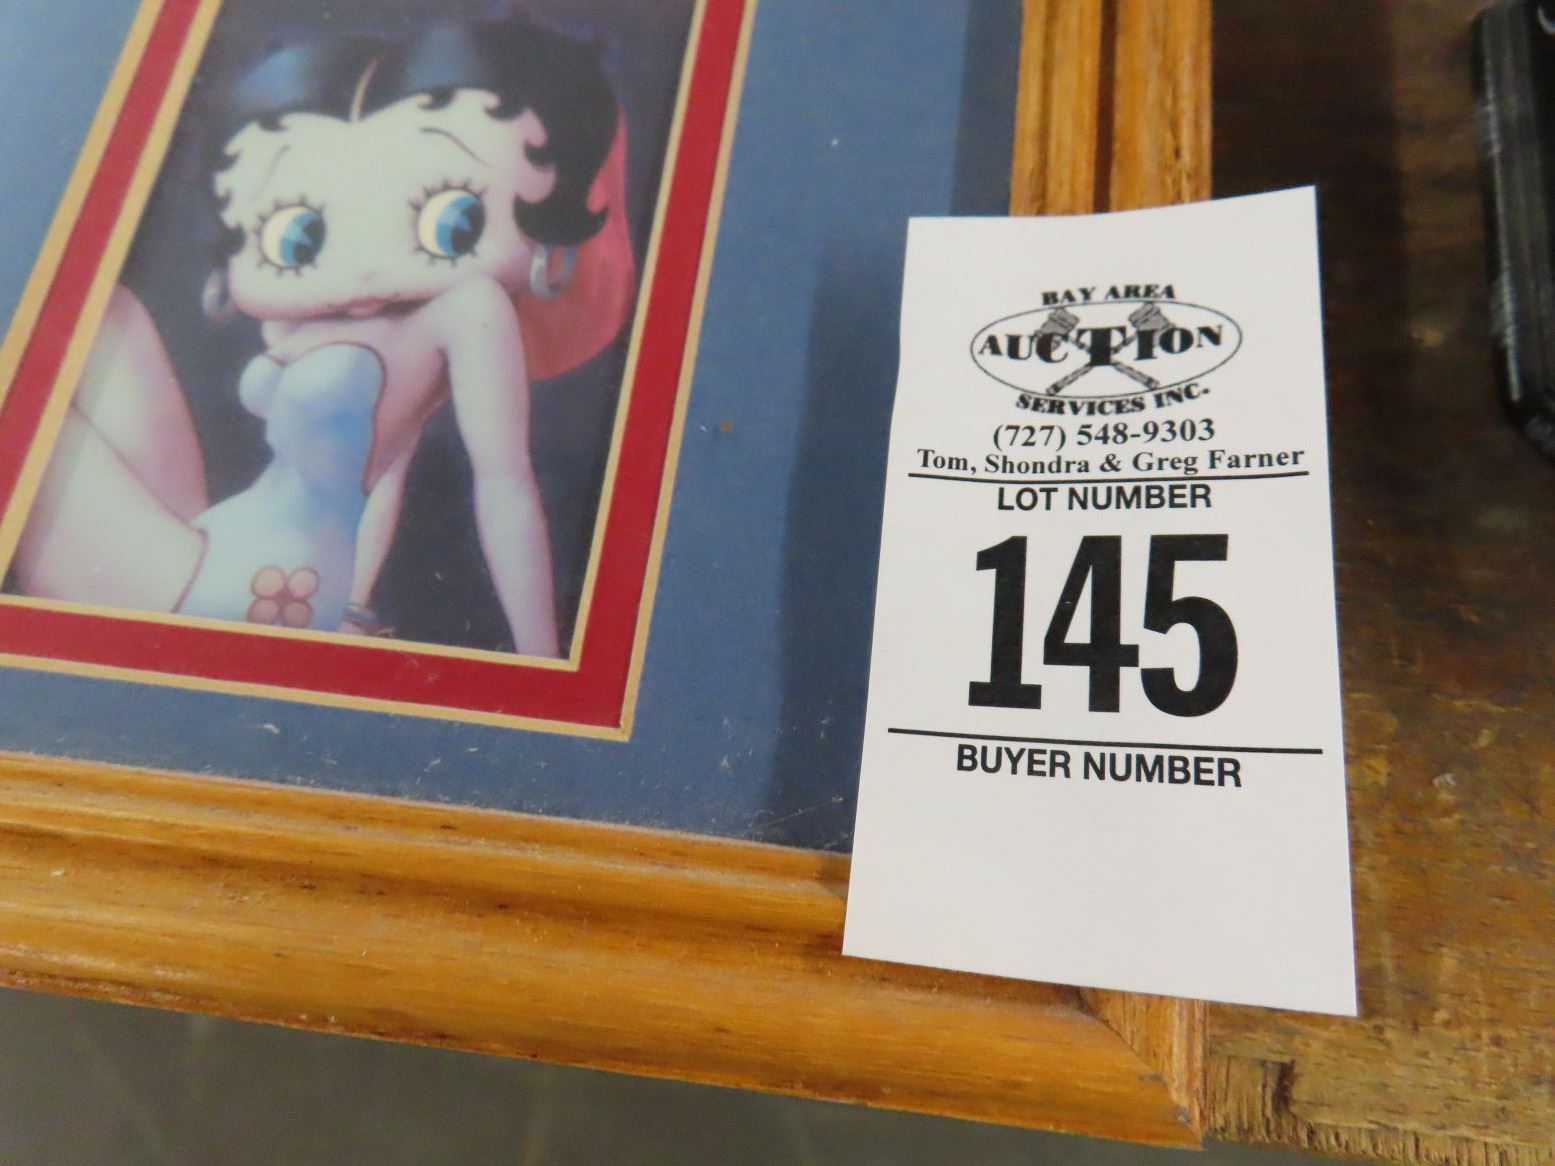 BAY AREA
AUCTION
SERVICES INC.
(727) 548-9303
Tom, Shondra & Greg Farner
LOT NUMBER
145
BUYER NUMBER